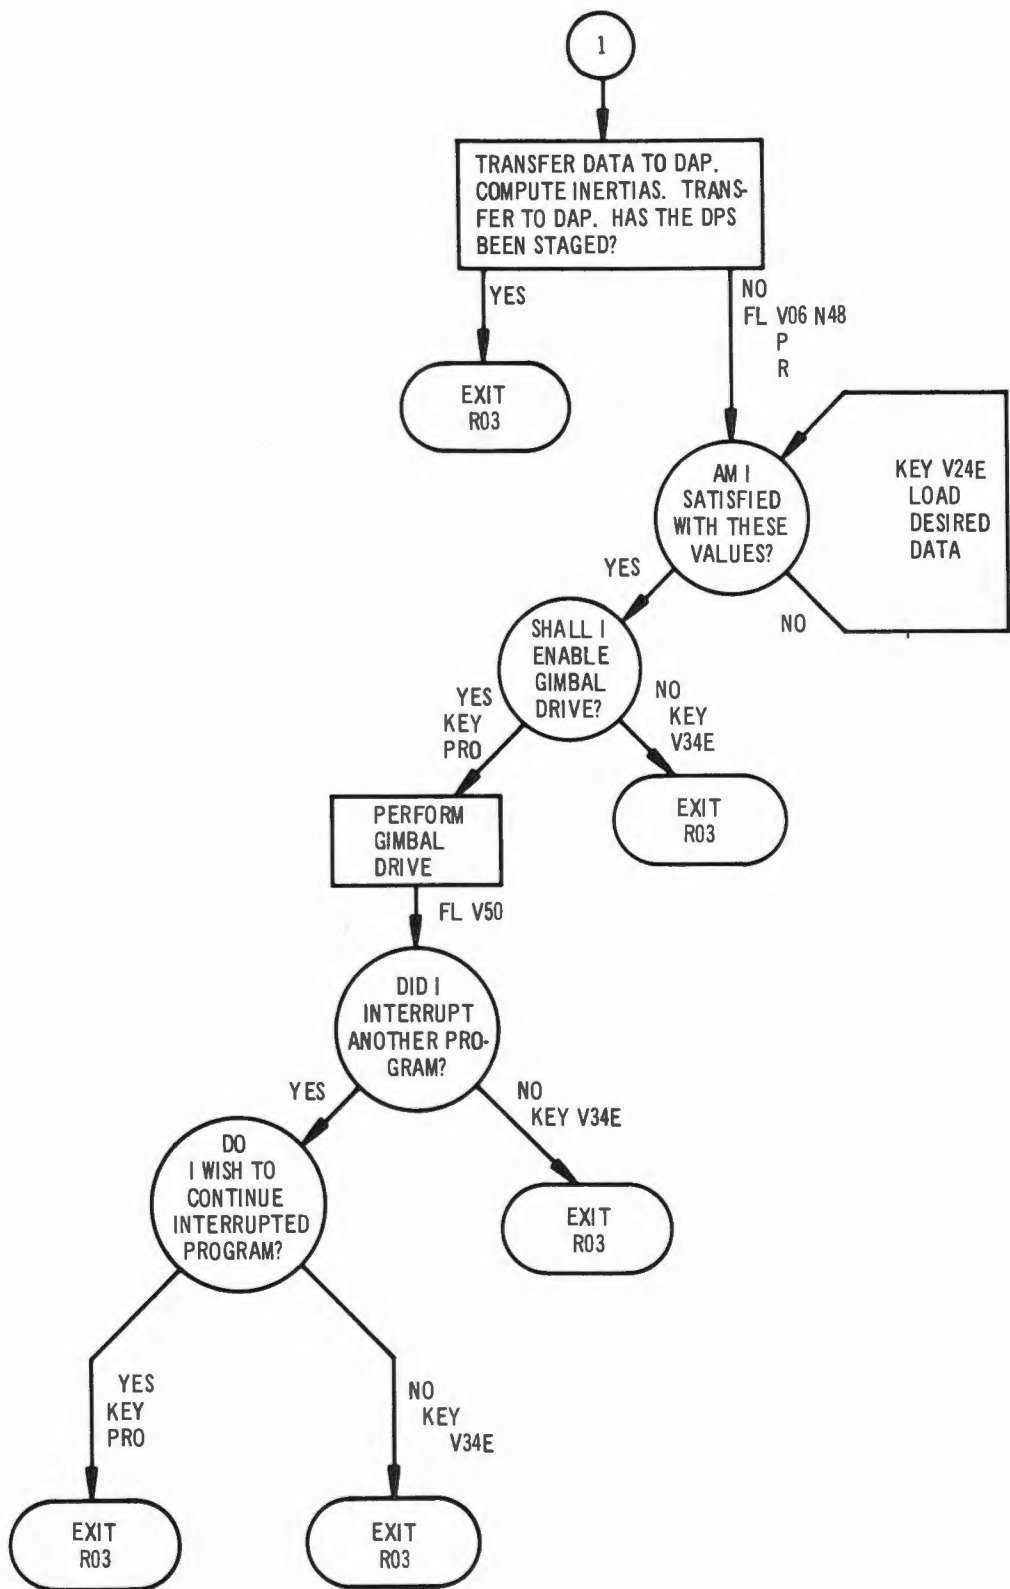 1
TRANSFER DATA TO DAP.
COMPUTE INERTIAS. TRANS-
FER TO DAP. HAS THE DPS
BEEN STAGED?
YES
EXIT
R03
NO
FL V06 N48
P
R
AM I
SATISFIED
WITH THESE
VALUES?
KEY V24E
LOAD
DESIRED
DATA
NO
YES
SHALL I
ENABLE
GIMBAL
DRIVE?
YES
KEY
PRO
NO
KEY
V34E
EXIT
R03
PERFORM
GIMBAL
DRIVE
FL V50
DID I
INTERRUPT
ANOTHER PRO-
GRAM?
YES
NO
KEY V34E
EXIT
R03
DO
I WISH TO
CONTINUE
INTERRUPTED
PROGRAM?
YES
KEY
PRO
NO
KEY
V34E
EXIT
R03
EXIT
R03